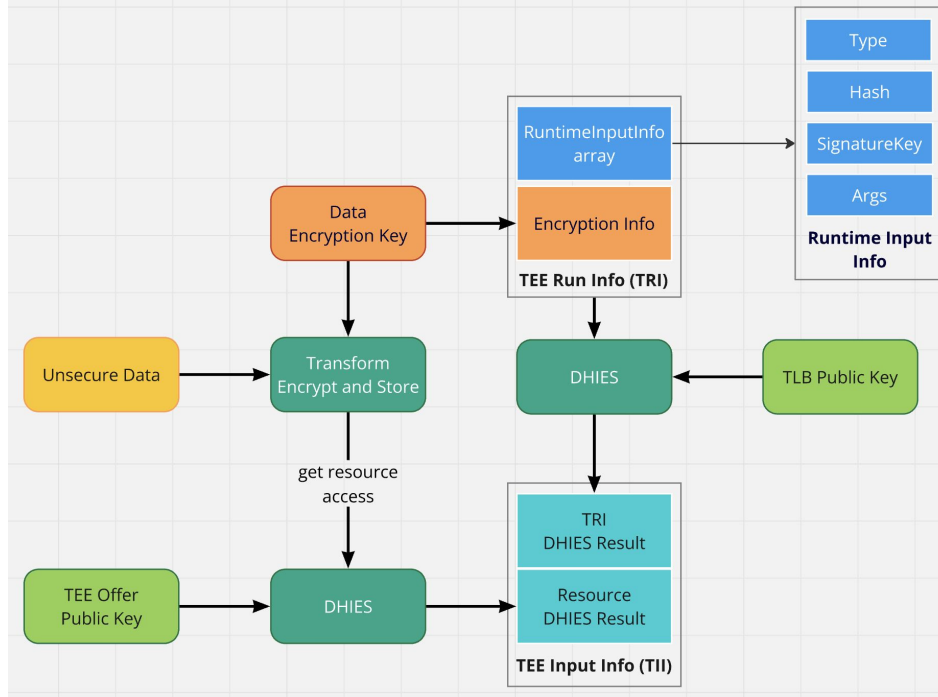 Type
Hash
SignatureKey
Args
Runtime Input
Info
RuntimeInputInfo
array
Encryption Info
TEE Run Info (TRI)
Data
Encryption Key
Unsecure Data
Transform
Encrypt and Store
DHIES
TLB Public Key
get resource
access
TRI
DHIES Result
Resource
DHIES Result
TEE Input Info (TII)
TEE Offer
Public Key
DHIES